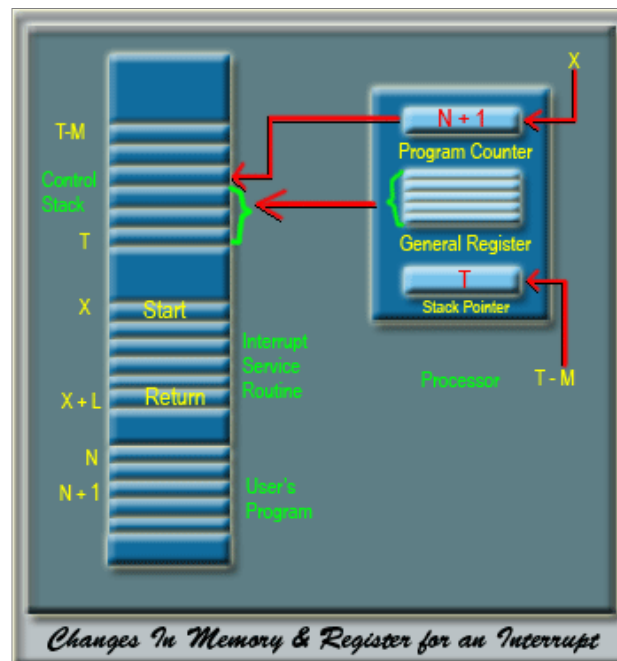 X
N + 1
T-M
Program Counter
Control
Stack
T
General Register
T
X
Start
Stack Pointer
Interrupt
Service
Routine
Processor
T - M
X + L
Return
N
N + 1
User's
Program
Changes In Memory & Register for an Interrupt